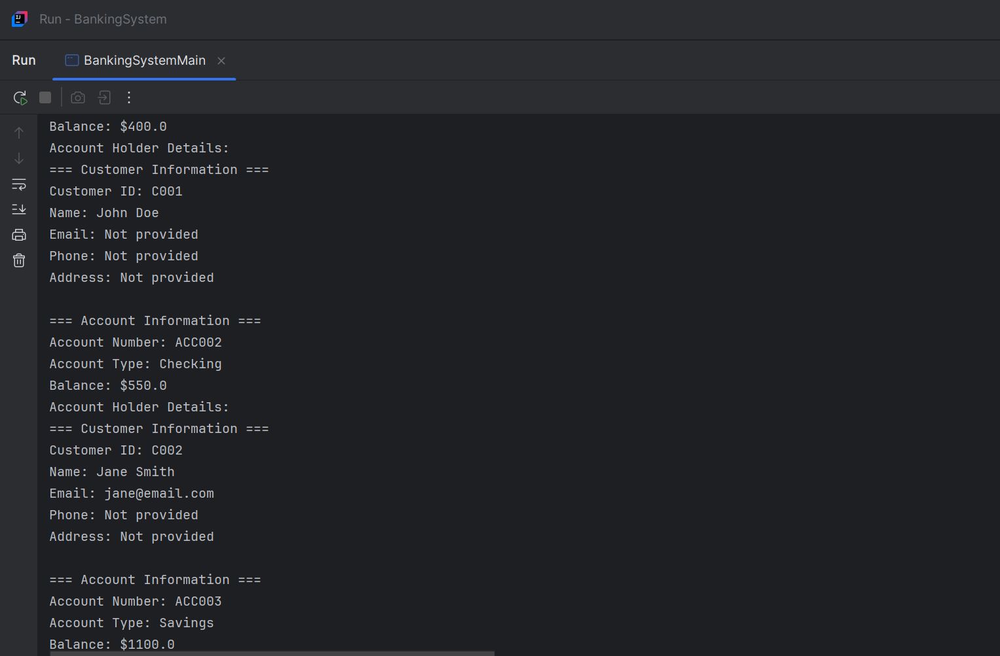 Run - BankingSystem
Run
BankingSystemMain
Balance: $400.0
Account Holder Details:
=== Customer Information ===
Customer ID: C001
Name: John Doe
Email: Not provided
Phone: Not provided
Address: Not provided
=== Account Information ===
Account Number: ACC002
Account Type: Checking
Balance: $550.0
Account Holder Details:
=== Customer Information ===
Customer ID: C002
Name: Jane Smith
Email: jane@email.com
Phone: Not provided
Address: Not provided
=== Account Information ===
Account Number: ACC003
Account Type: Savings
Balance: $1100.0